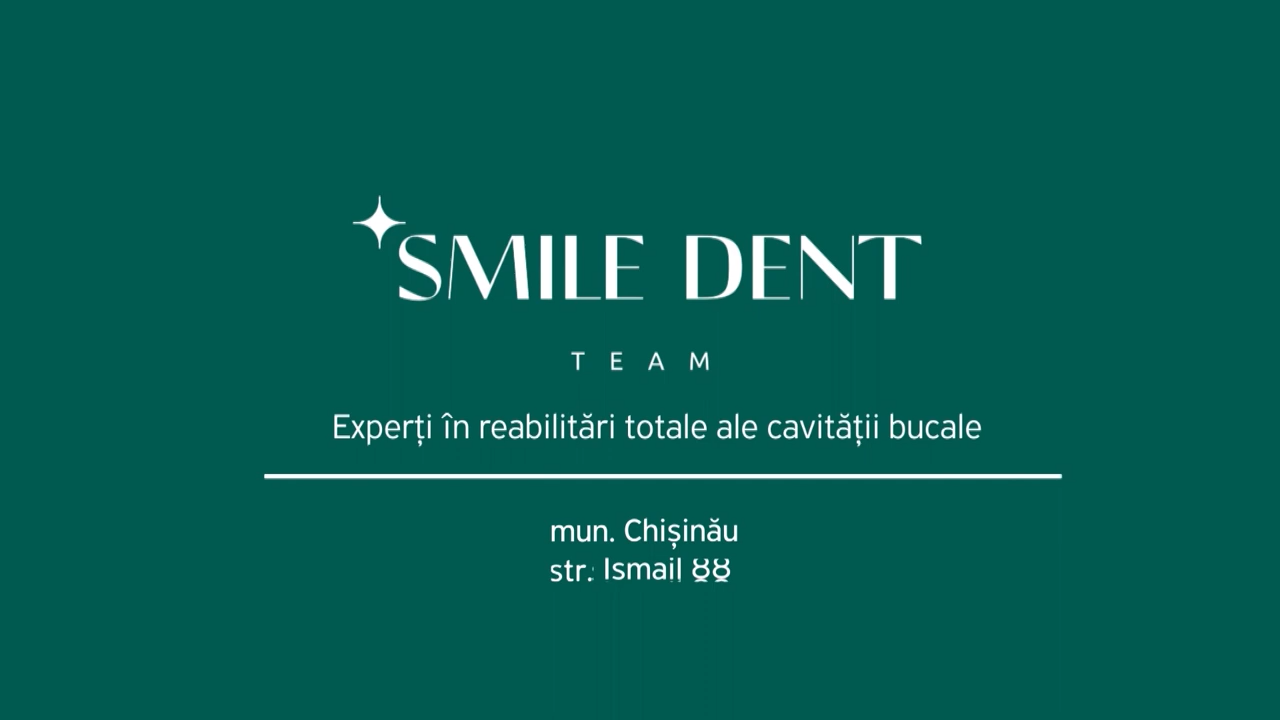 SMILE DENT
TEAM
Experți în reabilitări totale ale cavității bucale
mun. Chișinău
str. Ismail 88